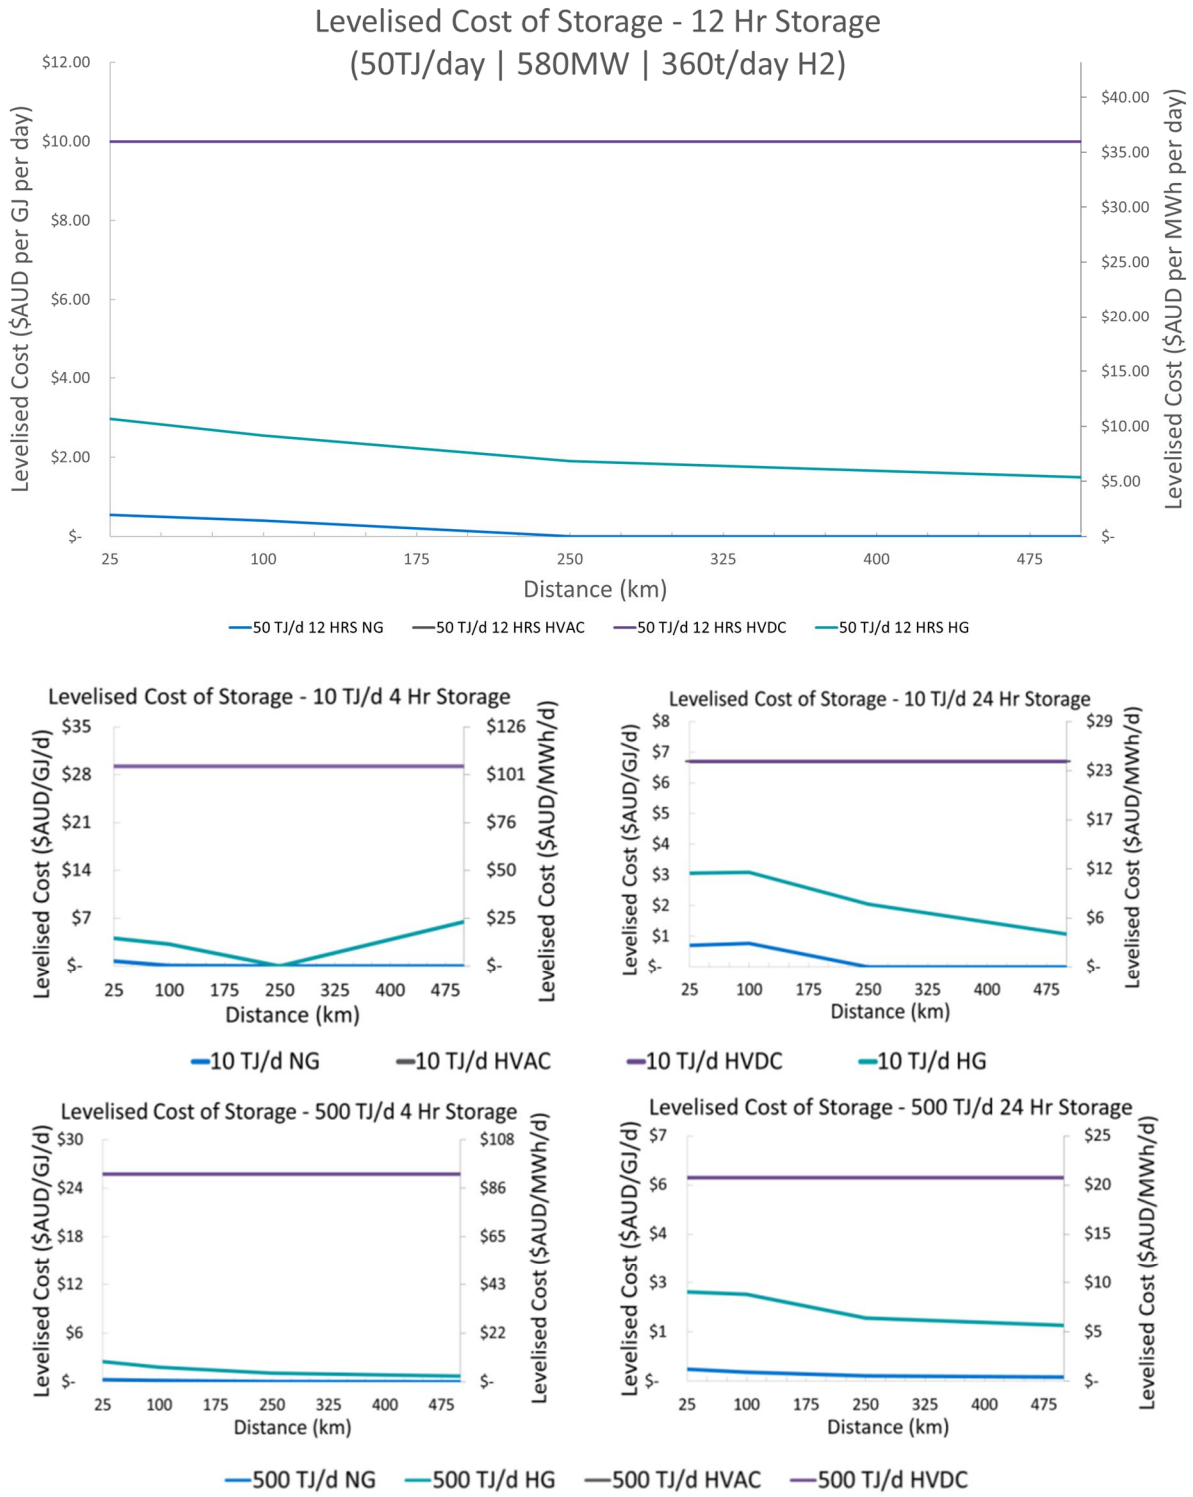 Levelised Cost of Storage - 12 Hr Storage
(50TJ/day | 580MW | 360t/day H2)
Levelised Cost ($AUD per GJ per day)
$12.00
$10.00
$8.00
$6.00
$4.00
$2.00
$-
$40.00
$35.00
$30.00
$25.00
$20.00
$15.00
$10.00
$5.00
$-
Levelised Cost ($AUD per MWh per day)
25 100 175 250 325 400 475
Distance (km)
50 TJ/d 12 HRS NG 50 TJ/d 12 HRS HVAC 50 TJ/d 12 HRS HVDC 50 TJ/d 12 HRS HG
Levelised Cost of Storage - 10 TJ/d 4 Hr Storage
Levelised Cost ($AUD/GJ/d)
$35
$28
$21
$14
$7
$-
$126
$101
$76
$50
$25
$-
Levelised Cost ($AUD/MWh/d)
25 100 175 250 325 400 475
Distance (km)
Levelised Cost of Storage - 10 TJ/d 24 Hr Storage
Levelised Cost ($AUD/GJ/d)
$8
$7
$6
$5
$4
$3
$2
$1
$-
$29
$23
$17
$12
$6
$-
Levelised Cost ($AUD/MWh/d)
25 100 175 250 325 400 475
Distance (km)
10 TJ/d NG 10 TJ/d HVAC 10 TJ/d HVDC 10 TJ/d HG
Levelised Cost of Storage - 500 TJ/d 4 Hr Storage
Levelised Cost ($AUD/GJ/d)
$30
$24
$18
$12
$6
$-
$108
$86
$65
$43
$22
$-
Levelised Cost ($AUD/MWh/d)
25 100 175 250 325 400 475
Distance (km)
Levelised Cost of Storage - 500 TJ/d 24 Hr Storage
Levelised Cost ($AUD/GJ/d)
$7
$6
$4
$3
$1
$-
$25
$20
$15
$10
$5
$-
Levelised Cost ($AUD/MWh/d)
25 100 175 250 325 400 475
Distance (km)
500 TJ/d NG 500 TJ/d HG 500 TJ/d HVAC 500 TJ/d HVDC